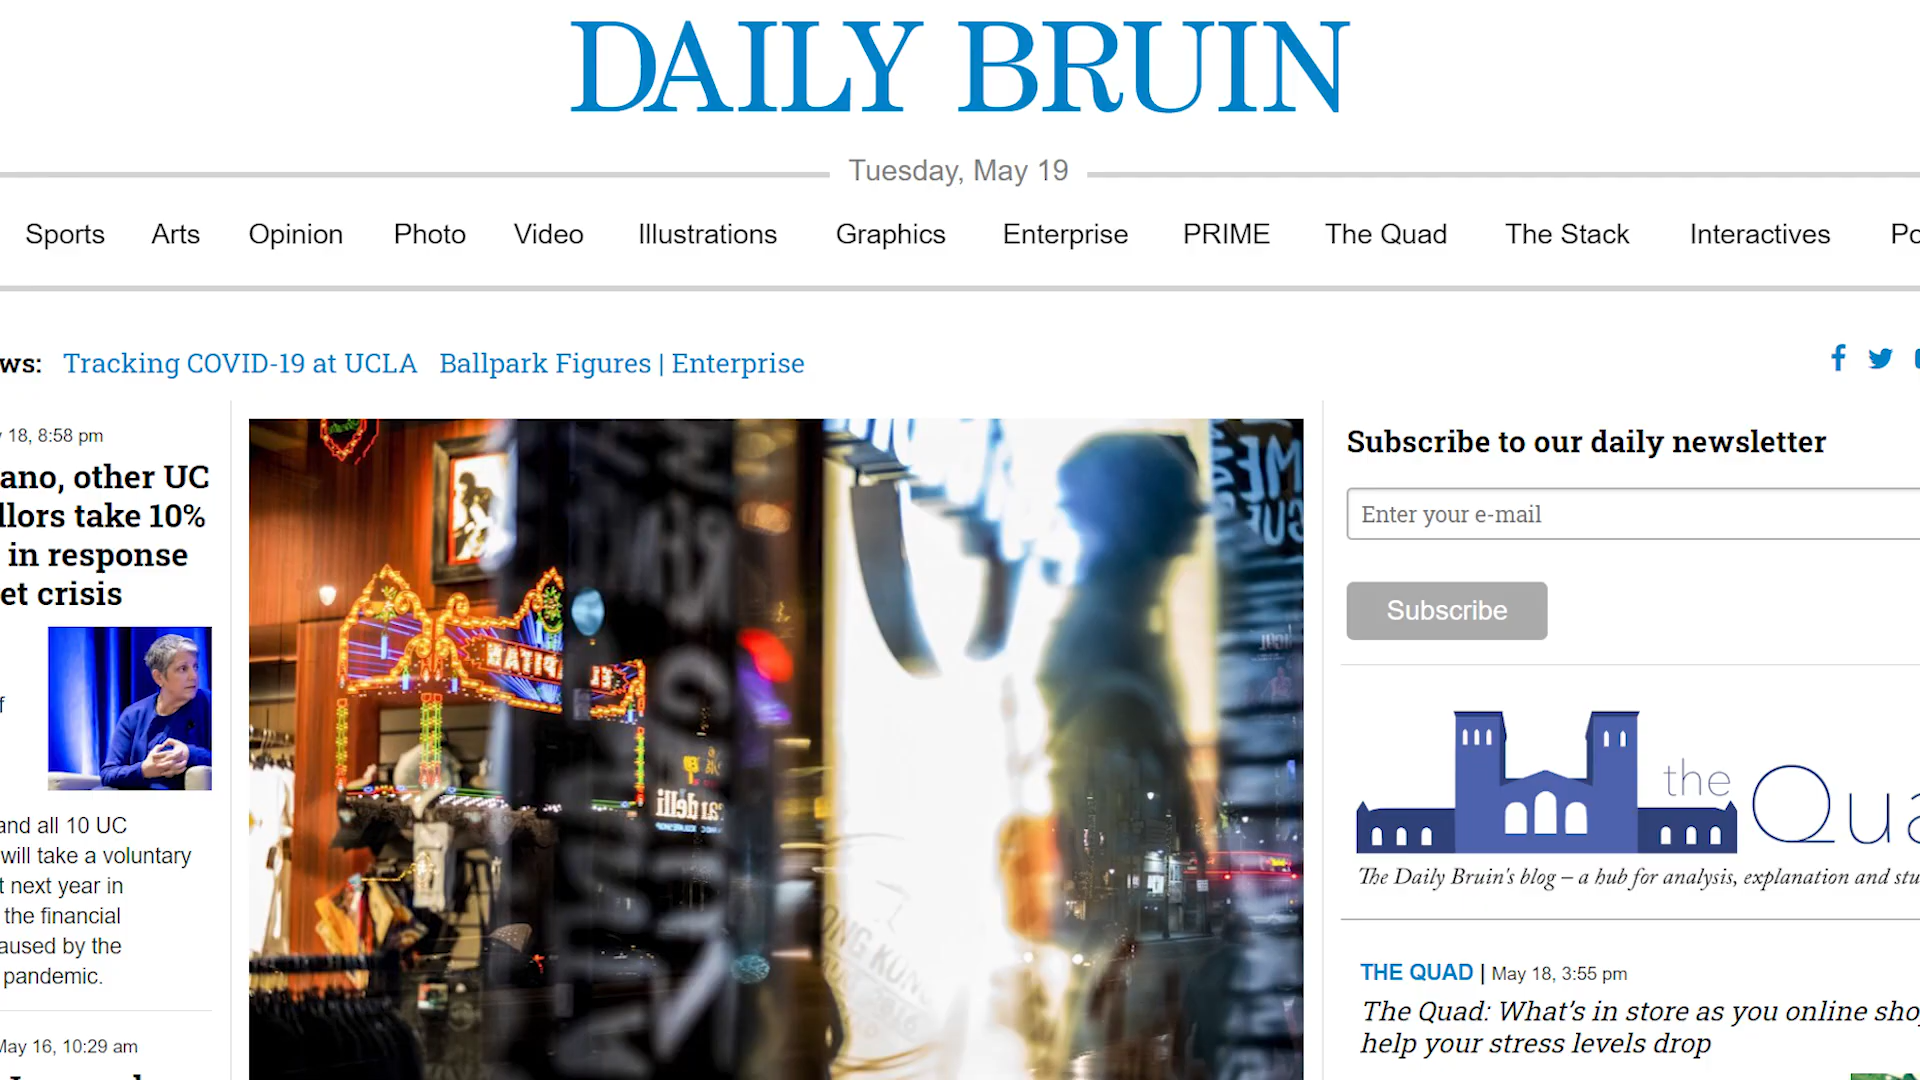 DAILY BRUIN
Tuesday, May 19
Sports Arts Opinion Photo Video Illustrations Graphics Enterprise PRIME The Quad The Stack Interactives Po
ws: Tracking COVID-19 at UCLA Ballpark Figures | Enterprise
18, 8:58 pm
ano, other UC
llors take 10%
in response
et crisis
f
and all 10 UC
will take a voluntary
t next year in
the financial
aused by the
pandemic.
May 16, 10:29 am
EL
Subscribe to our daily newsletter
Enter your e-mail
Subscribe
the Qua
The Daily Bruin's blog – a hub for analysis, explanation and stu
THE QUAD | May 18, 3:55 pm
The Quad: What's in store as you online sho
help your stress levels drop